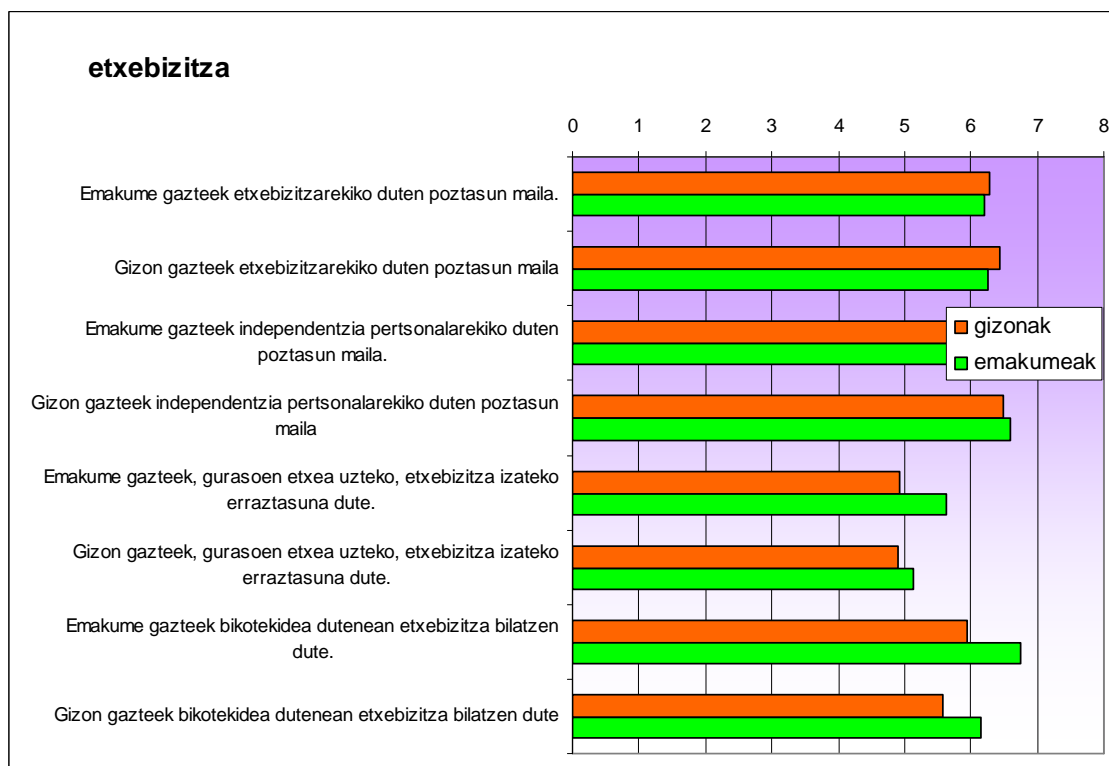 etxebizitza
0 1 2 3 4 5 6 7 8
Emakume gazteek etxebizitzarekiko duten poztasun maila.
Gizon gazteek etxebizitzarekiko duten poztasun maila
Emakume gazteek independentzia pertsonalarekiko duten
poztasun maila.
Gizon gazteek independentzia pertsonalarekiko duten poztasun
maila
Emakume gazteek, gurasoen etxea uzteko, etxebizitza izateko
erraztasuna dute.
Gizon gazteek, gurasoen etxea uzteko, etxebizitza izateko
erraztasuna dute.
Emakume gazteek bikotekidea dutenean etxebizitza bilatzen
dute.
Gizon gazteek bikotekidea dutenean etxebizitza bilatzen dute
gizonak
emakumeak